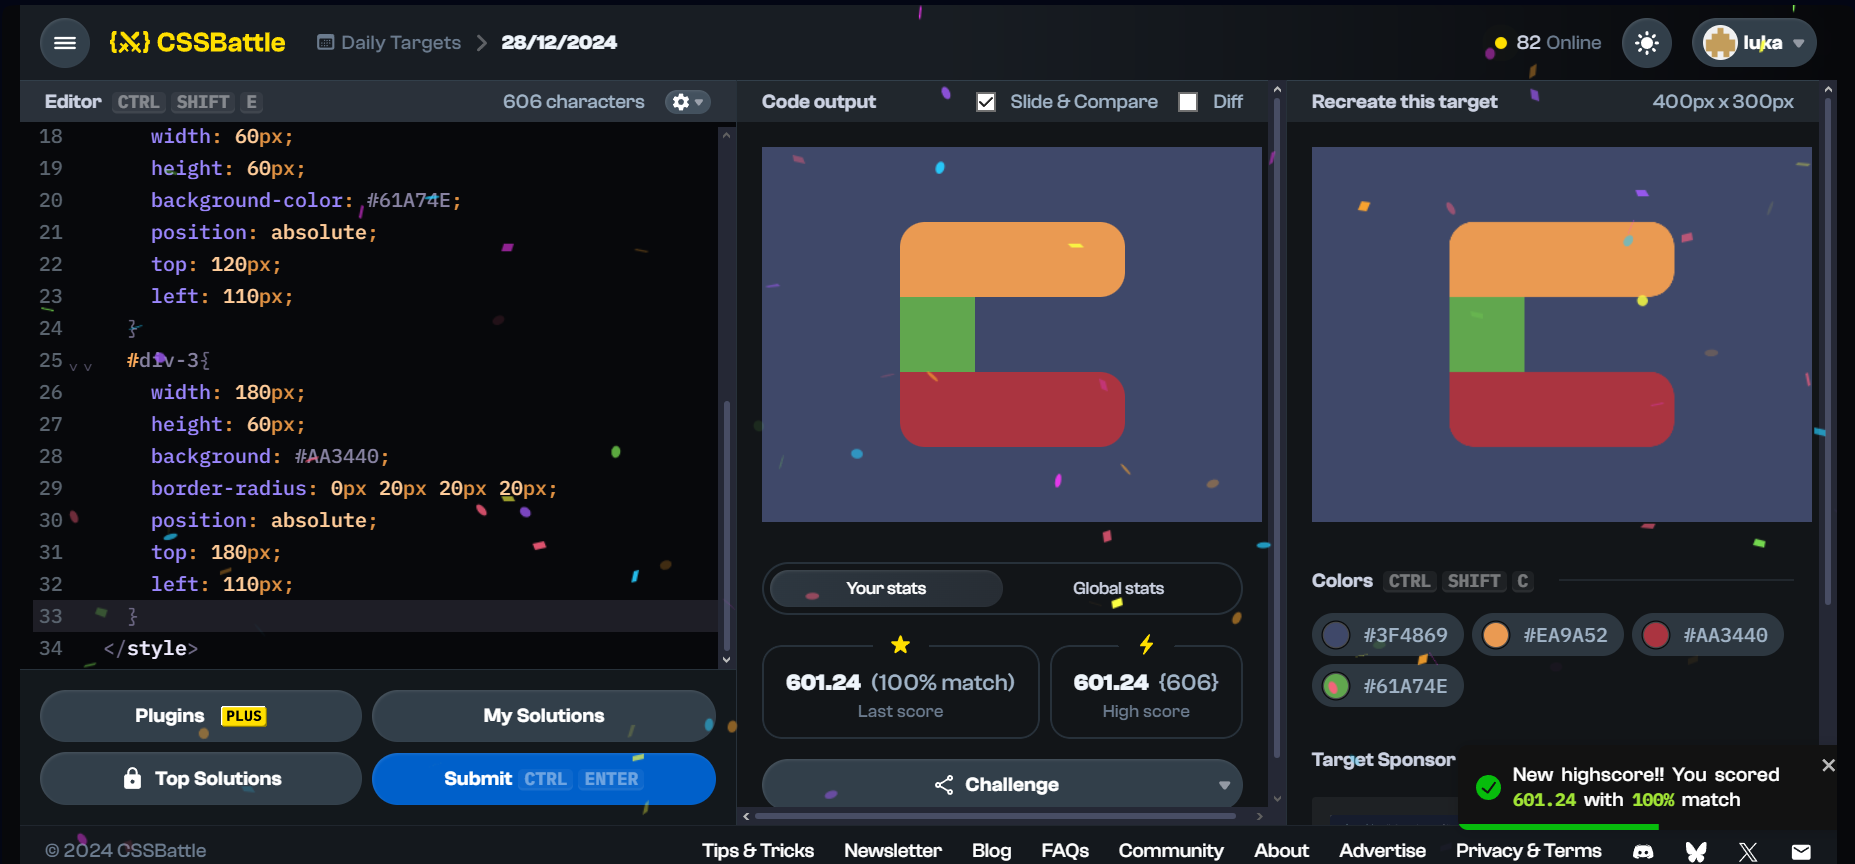 {X} CSSBattle
Daily Targets > 28/12/2024
82 Online
luka
Editor CTRL SHIFT E
606 characters
18 width: 60px;
19 height: 60px;
20 background-color: #61A74E;
21 position: absolute;
22 top: 120px;
23 left: 110px;
24 }
25 #div-3{
26 width: 180px;
27 height: 60px;
28 background: #AA3440;
29 border-radius: 0px 20px 20px 20px;
30 position: absolute;
31 top: 180px;
32 left: 110px;
33 }
34 </style>
Plugins PLUS
My Solutions
Top Solutions
Submit CTRL ENTER
Code output
Slide & Compare
Diff
Your stats
Global stats
601.24 (100% match)
Last score
601.24 {606}
High score
Challenge
Recreate this target
400px x 300px
Colors CTRL SHIFT C
#3F4869
#EA9A52
#AA3440
#61A74E
Target Sponsor
New highscore!! You scored
601.24 with 100% match
© 2024 CSSBattle
Tips & Tricks
Newsletter
Blog
FAQs
Community
About
Advertise
Privacy & Terms